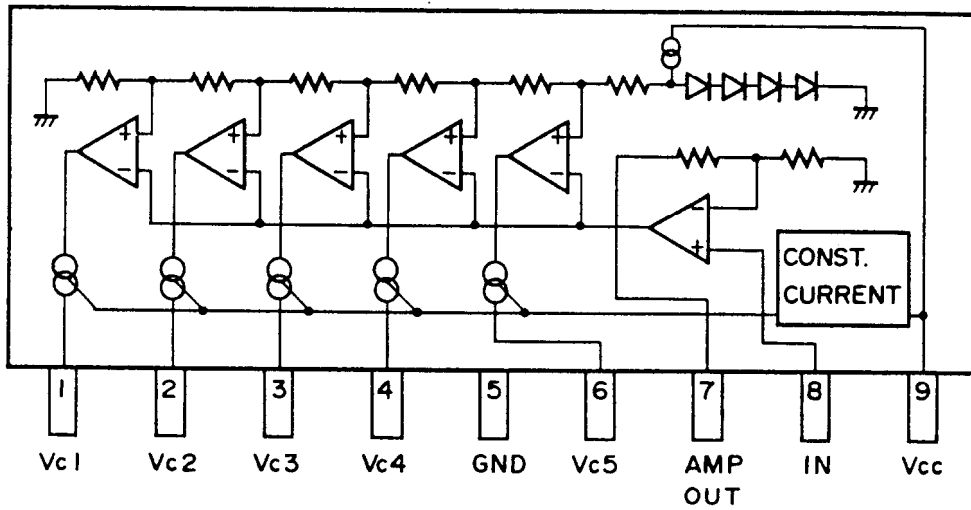 + + + + +
− − − − −
−
+
CONST.
CURRENT
1 2 3 4 5 6 7 8 9
Vc1 Vc2 Vc3 Vc4 GND Vc5 AMP OUT IN Vcc